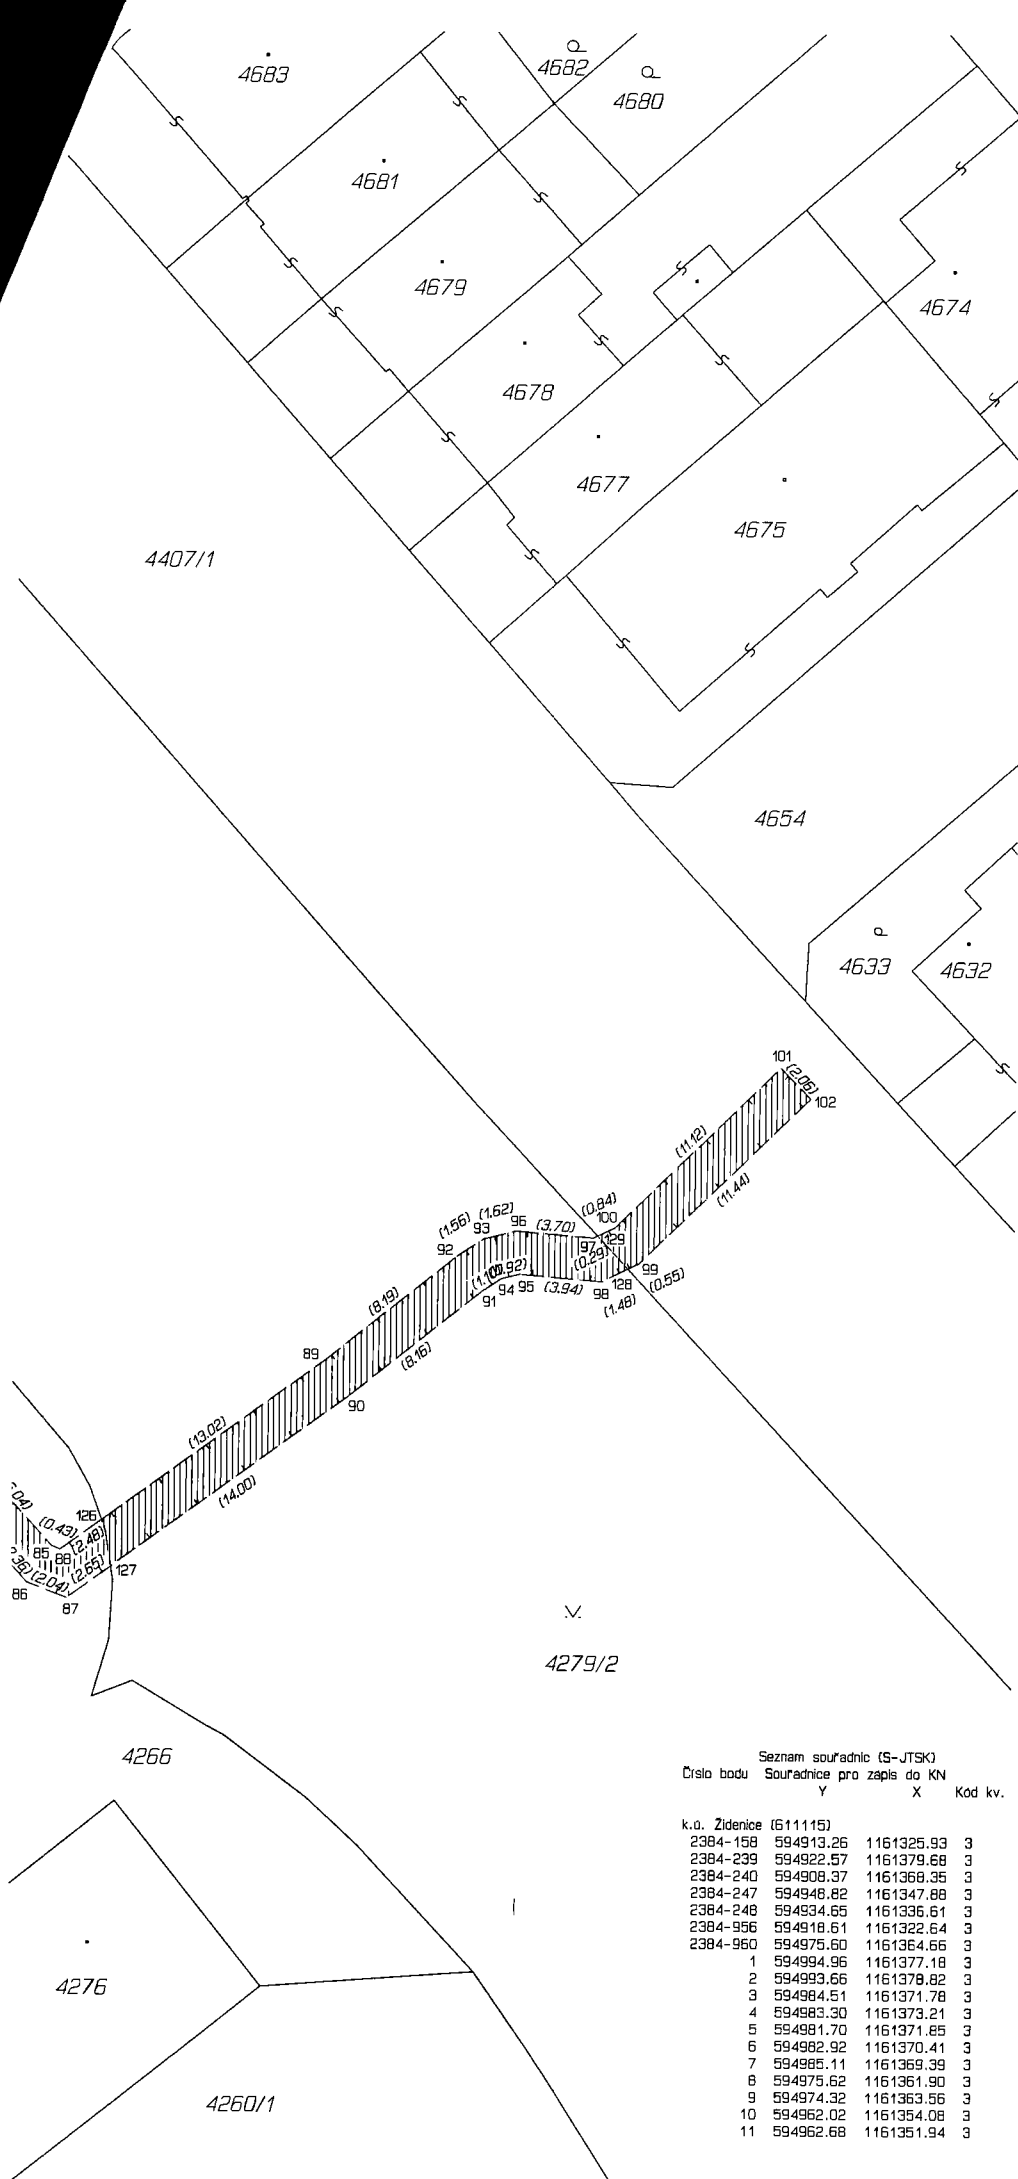 4683
4682
4680
4681
4679
4674
4678
4677
4675
4407/1
4654
4633
4632
101
(2.06)
102
(11.12)
(11.44)
(0.84)
100
(1.62)
96
(1.56)
93
(3.70)
97
129
92
(0.29)
99
(0.92)
94
95
(3.94)
98
128
(0.55)
91
(1.48)
(8.19)
89
(8.16)
90
(13.02)
(14.00)
126
(0.43)
(2.48)
85
88
(2.04)
(2.65)
127
86
87
4279/2
4266
4276
4260/1
Seznam souřadnic (S-JTSK)
Číslo bodu Souřadnice pro zápis do KN
Y X Kód kv.
k.ú. Židenice (611115)
2384-158 594913.26 1161325.93 3
2384-239 594922.57 1161379.68 3
2384-240 594908.37 1161368.35 3
2384-247 594948.82 1161347.88 3
2384-248 594934.65 1161336.61 3
2384-956 594918.61 1161322.64 3
2384-960 594975.60 1161364.66 3
1 594994.96 1161377.18 3
2 594993.66 1161378.82 3
3 594984.51 1161371.78 3
4 594983.30 1161373.21 3
5 594981.70 1161371.85 3
6 594982.92 1161370.41 3
7 594985.11 1161369.39 3
8 594975.62 1161361.90 3
9 594974.32 1161363.56 3
10 594962.02 1161354.08 3
11 594962.68 1161351.94 3